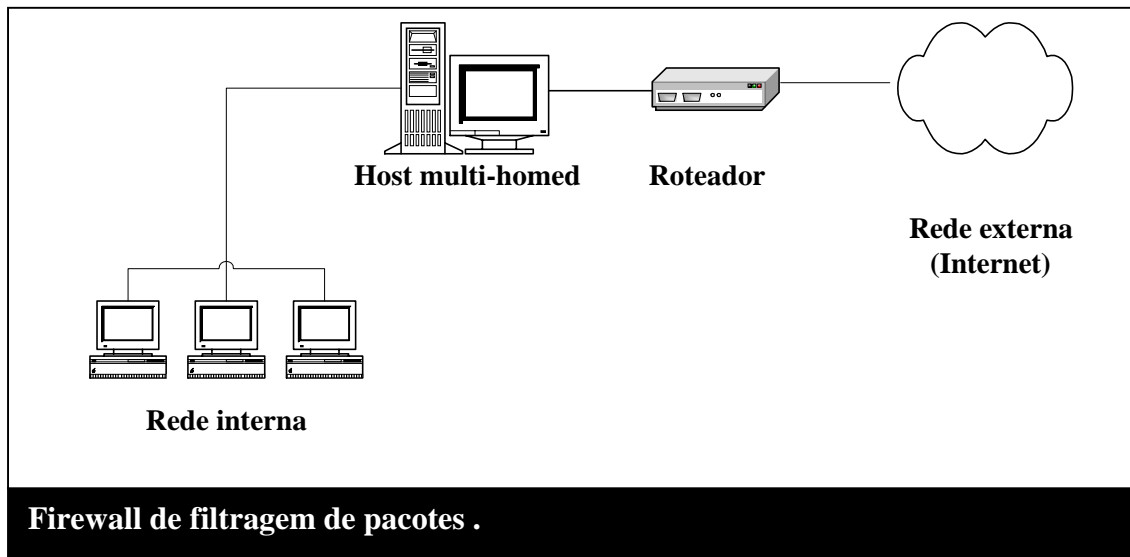 Host multi-homed
Roteador
Rede externa
(Internet)
Rede interna
Firewall de filtragem de pacotes .